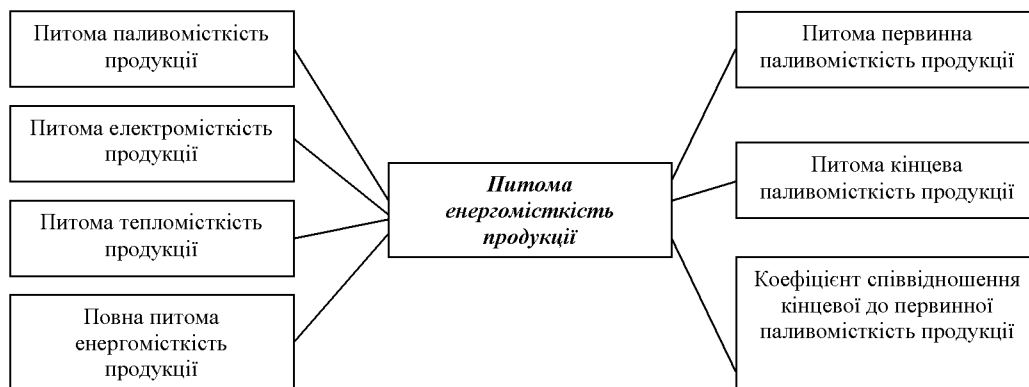 Питома паливомісткість
продукції
Питома електромісткість
продукції
Питома тепломісткість
продукції
Повна питома
енергомісткість
продукції
Питома
енергомісткість
продукції
Питома первинна
паливомісткість продукції
Питома кінцева
паливомісткість продукції
Коефіцієнт співвідношення
кінцевої до первинної
паливомісткість продукції